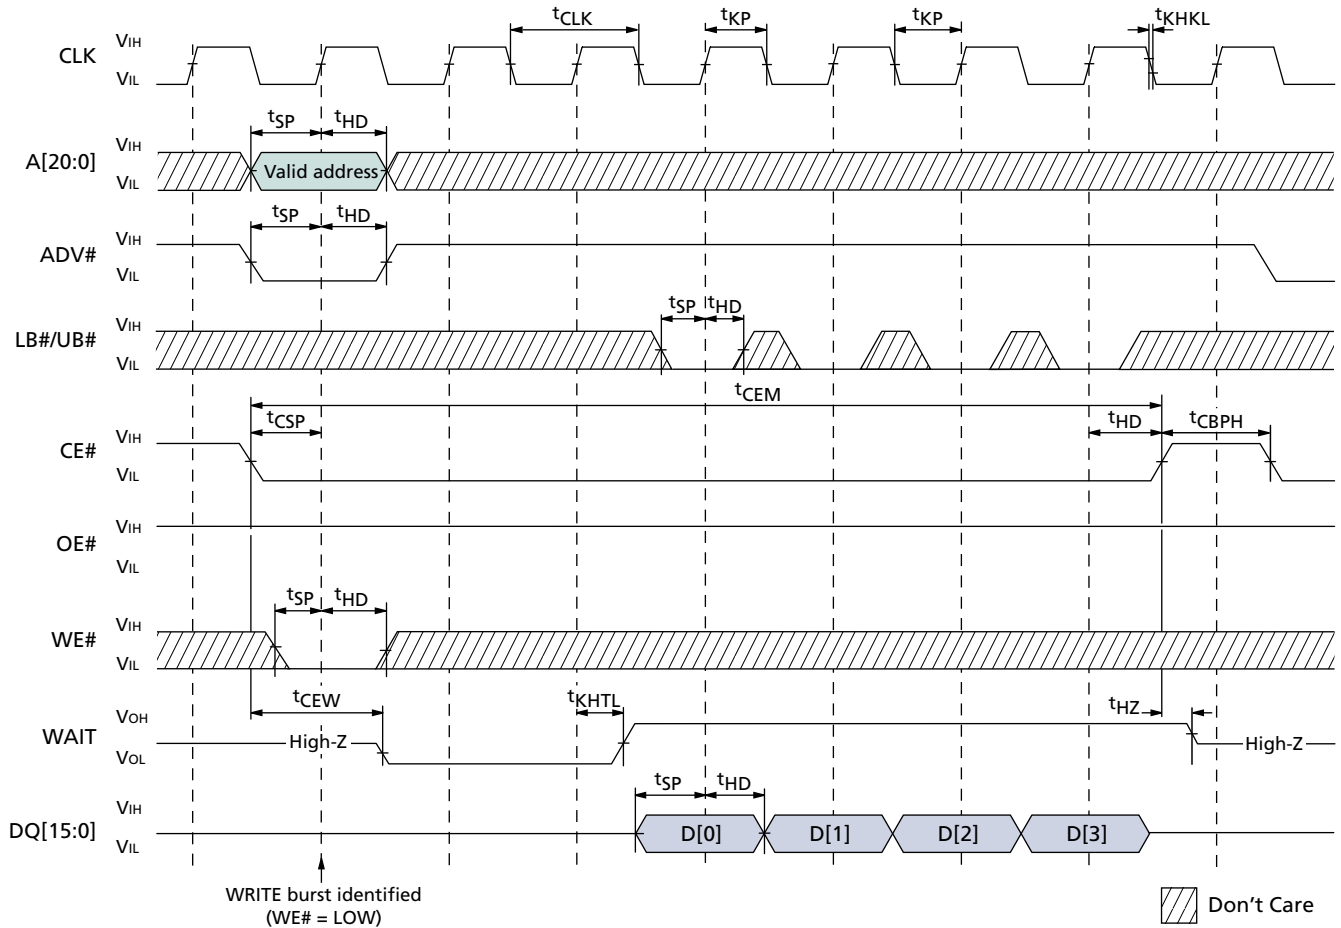 tCLK tKP tKP tKHKL
CLK VIH
VIL
tSP tHD
A[20:0] VIH
VIL Valid address
tSP tHD
ADV# VIH
VIL
tSP tHD
LB#/UB# VIH
VIL
tCEM
tCSP tHD tCBPH
CE# VIH
VIL
OE# VIH
VIL
tSP tHD
WE# VIH
VIL
tCEW tKHTL tHZ
WAIT VOH
High-Z High-Z
VOL
tSP tHD
DQ[15:0] VIH
VIL D[0] D[1] D[2] D[3]
WRITE burst identified
(WE# = LOW)
Don't Care